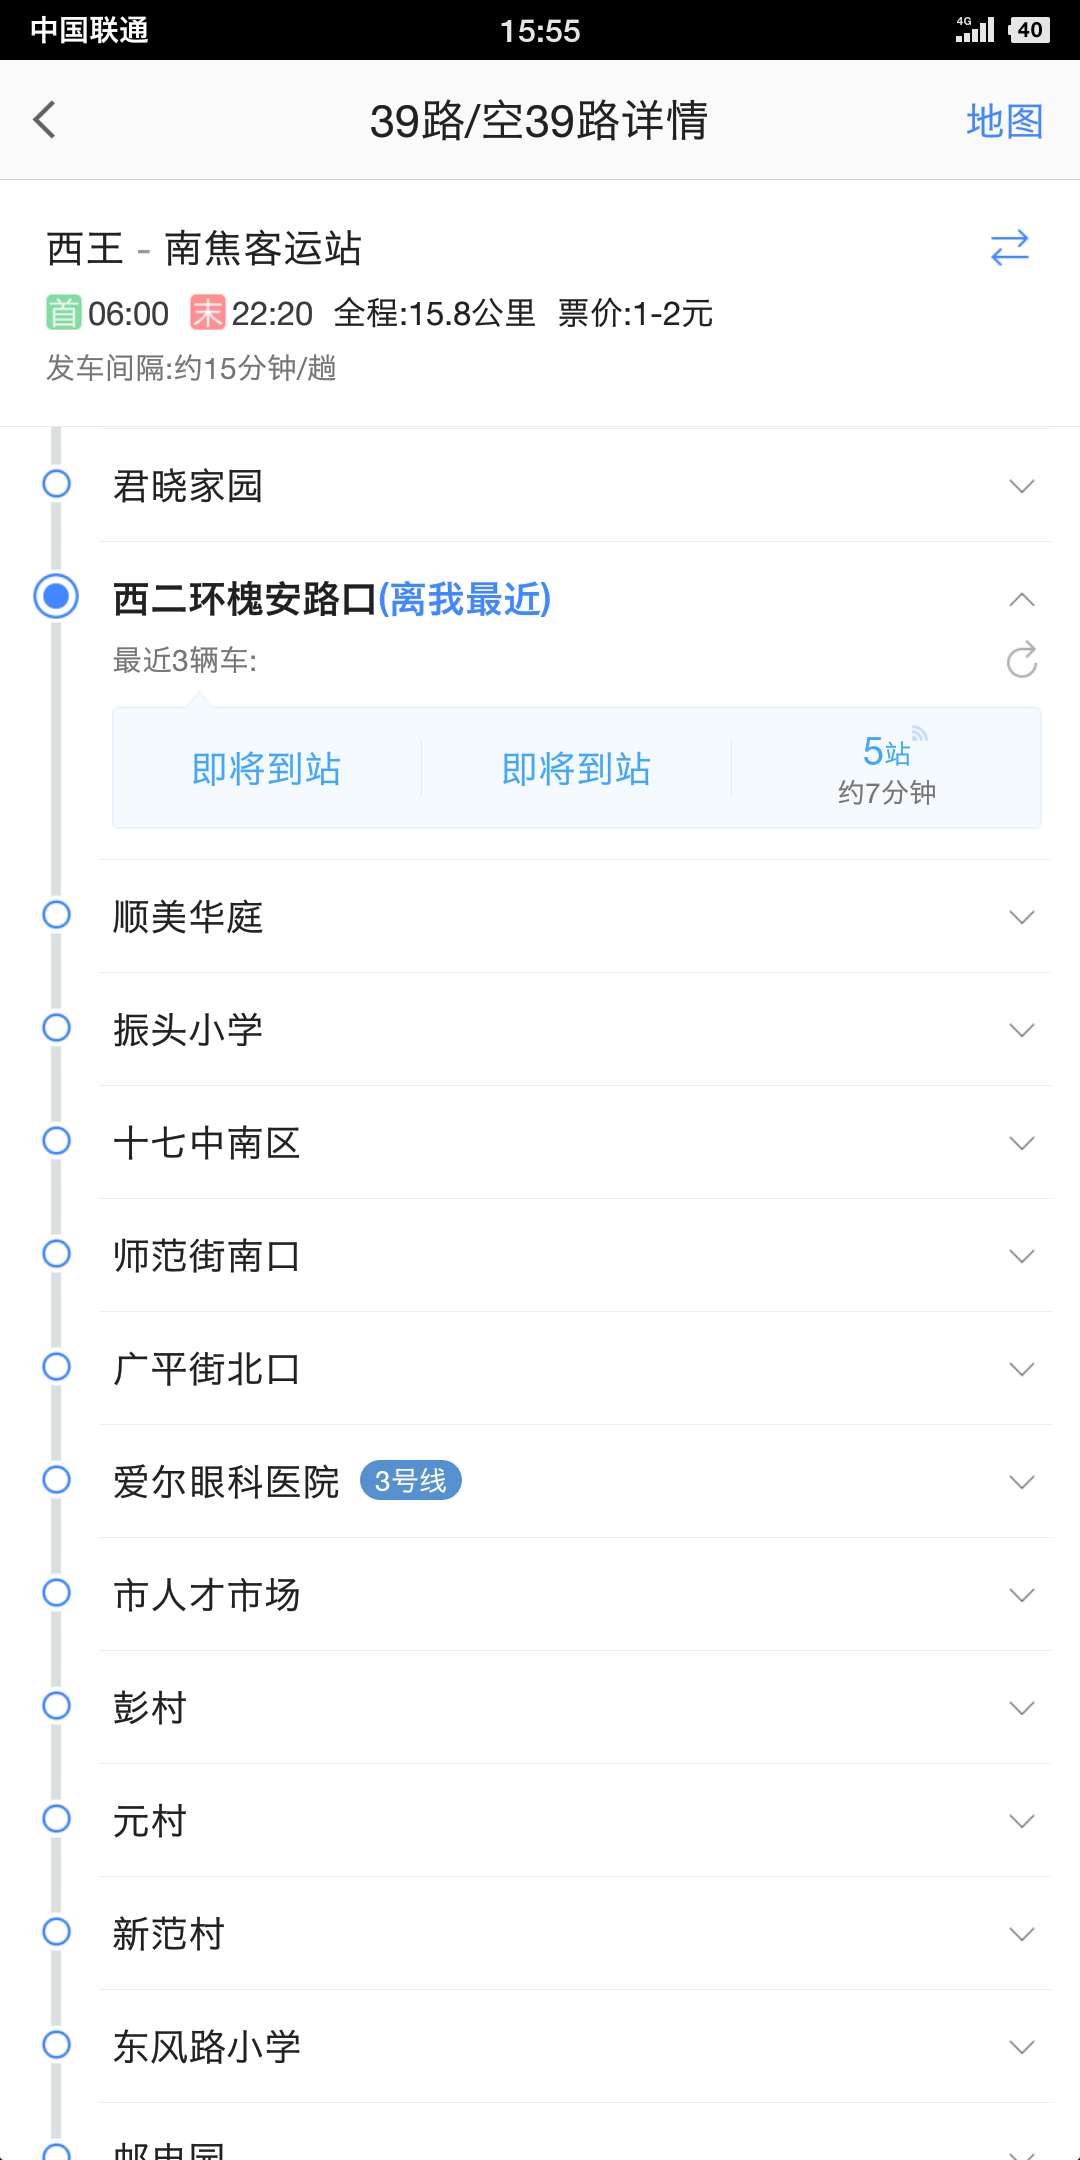 中国联通 15:55 4G 40
39路/空39路详情 地图
西王 - 南焦客运站
首 06:00 末 22:20 全程:15.8公里 票价:1-2元
发车间隔:约15分钟/趟
君晓家园
西二环槐安路口(离我最近)
最近3辆车:
即将到站 即将到站 5站
约7分钟
顺美华庭
振头小学
十七中南区
师范街南口
广平街北口
爱尔眼科医院 3号线
市人才市场
彭村
元村
新范村
东风路小学
邮电园